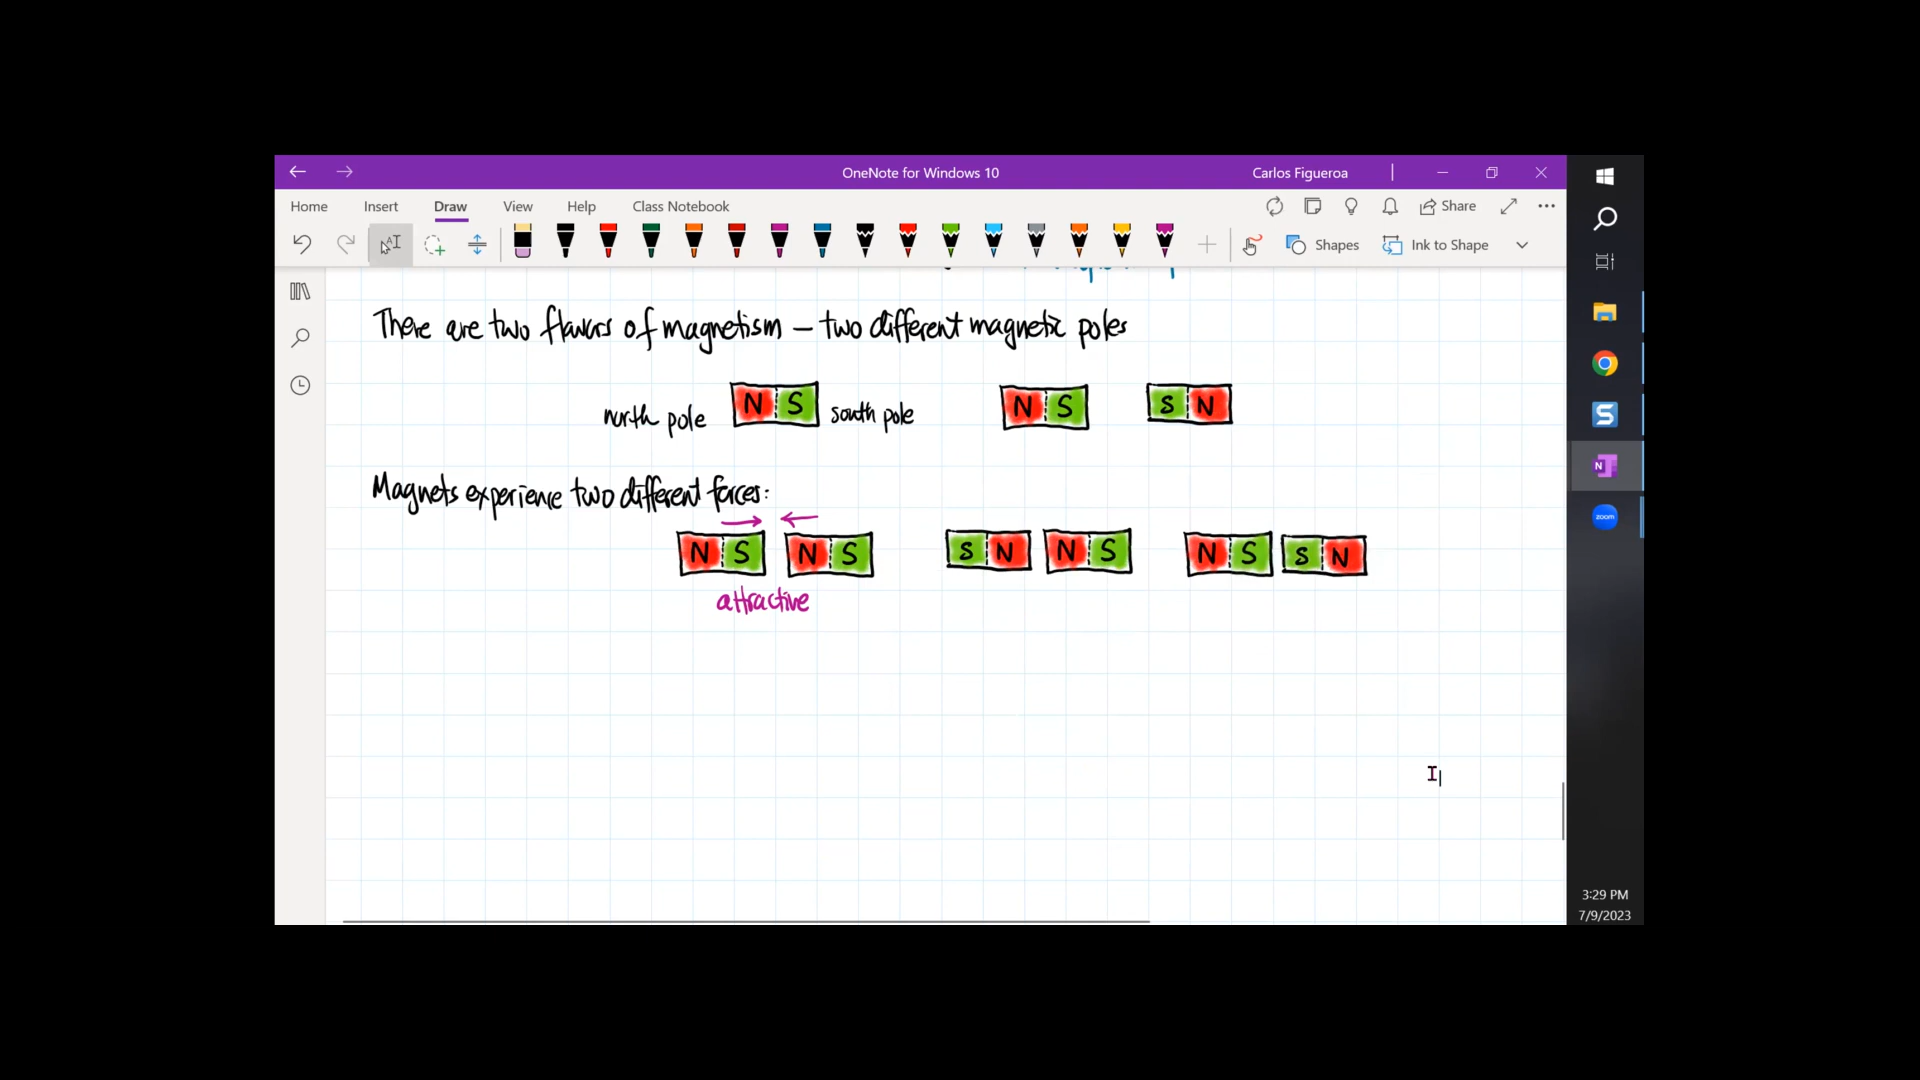 OneNote for Windows 10
Carlos Figueroa
Home Insert Draw View Help Class Notebook
Share
Shapes
Ink to Shape
There are two flavors of magnetism – two different magnetic poles
north pole N S south pole N S S N
Magnets experience two different forces:
N S N S S N N S N S S N
attractive
zoom
3:29 PM
7/9/2023